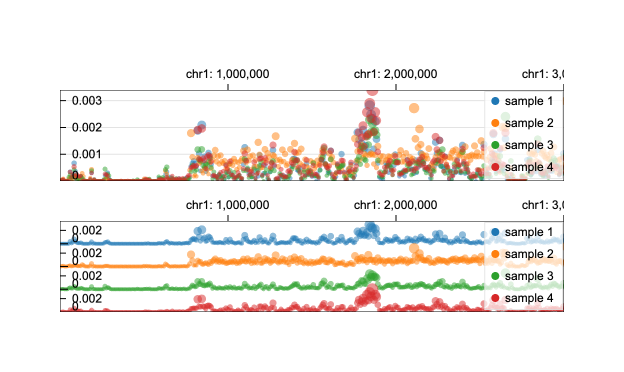 chr1: 1,000,000 chr1: 2,000,000 chr1: 3,0
0.003 sample 1
sample 2
0.002
sample 3
0.001
sample 4
0
chr1: 1,000,000 chr1: 2,000,000 chr1: 3,0
0.002 sample 1
0
0.002 sample 2
0
0.002 sample 3
0
0.002 sample 4
0